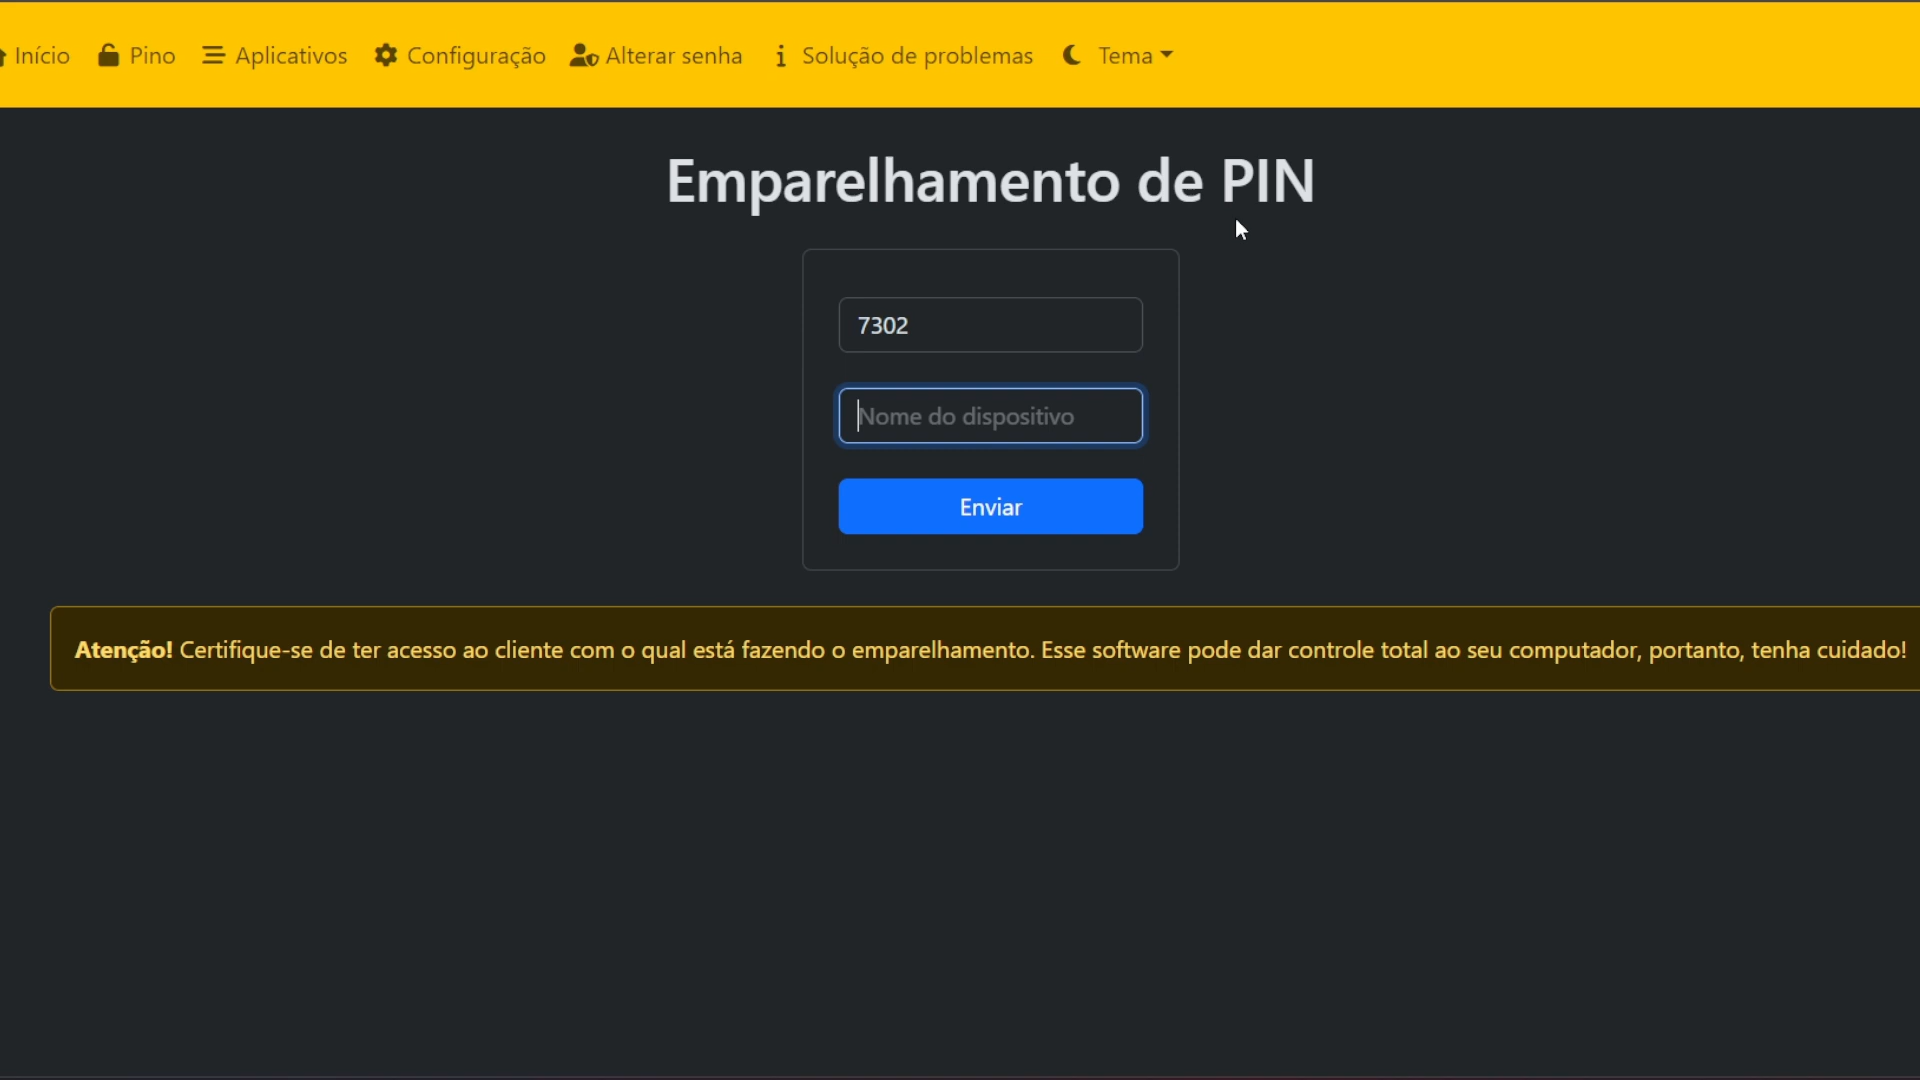 Início Pino Aplicativos Configuração Alterar senha Solução de problemas Tema
Emparelhamento de PIN
7302
Nome do dispositivo
Enviar
Atenção! Certifique-se de ter acesso ao cliente com o qual está fazendo o emparelhamento. Esse software pode dar controle total ao seu computador, portanto, tenha cuidado!